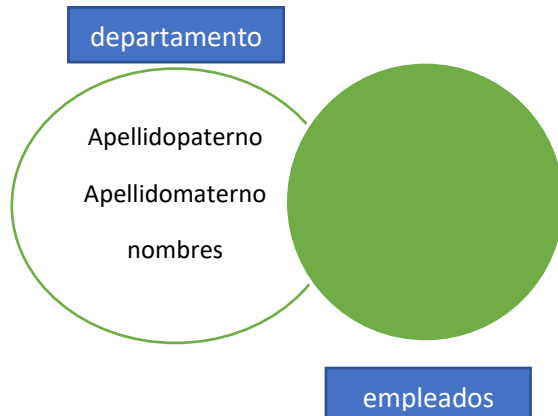 departamento
Apellidopaterno
Apellidomaterno
nombres
empleados